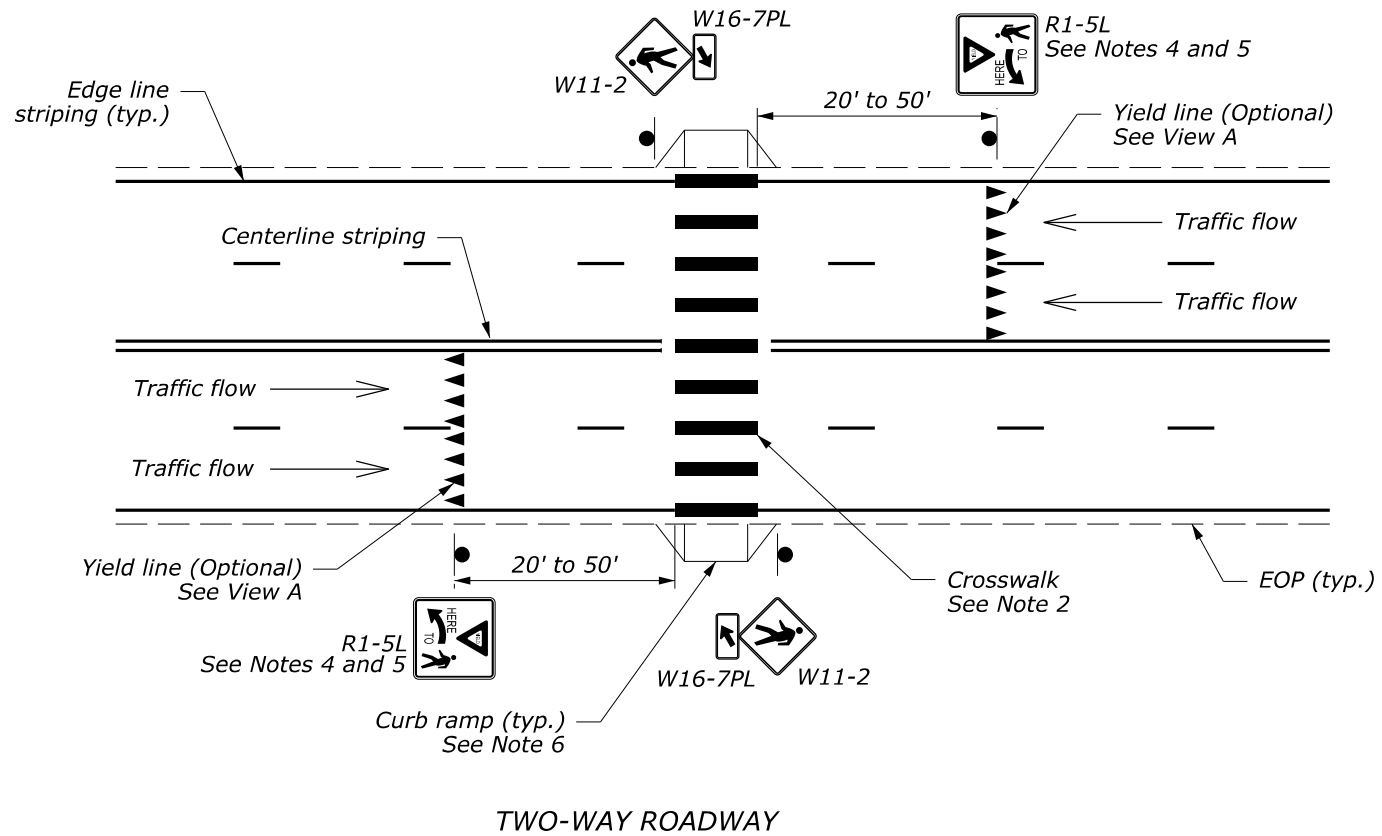 W16-7PL
W11-2
R1-5L
See Notes 4 and 5
HERE
TO
Edge line
striping (typ.)
20' to 50'
Yield line (Optional)
See View A
Centerline striping
Traffic flow
Traffic flow
Traffic flow
Traffic flow
Yield line (Optional)
See View A
20' to 50'
Crosswalk
See Note 2
EOP (typ.)
HERE
TO
R1-5L
See Notes 4 and 5
W16-7PL
W11-2
Curb ramp (typ.)
See Note 6
TWO-WAY ROADWAY